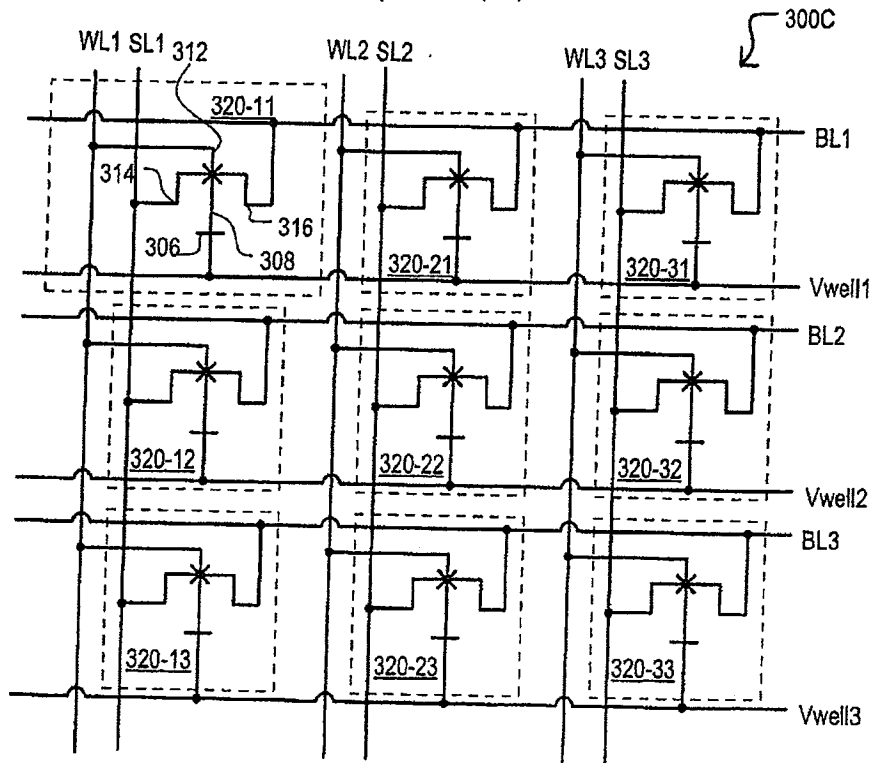 300C
WL1 SL1 312 WL2 SL2 WL3 SL3
320-11
BL1
314 316
306 308 320-21 320-31
Vwell1
BL2
320-12 320-22 320-32
Vwell2
BL3
320-13 320-23 320-33
Vwell3